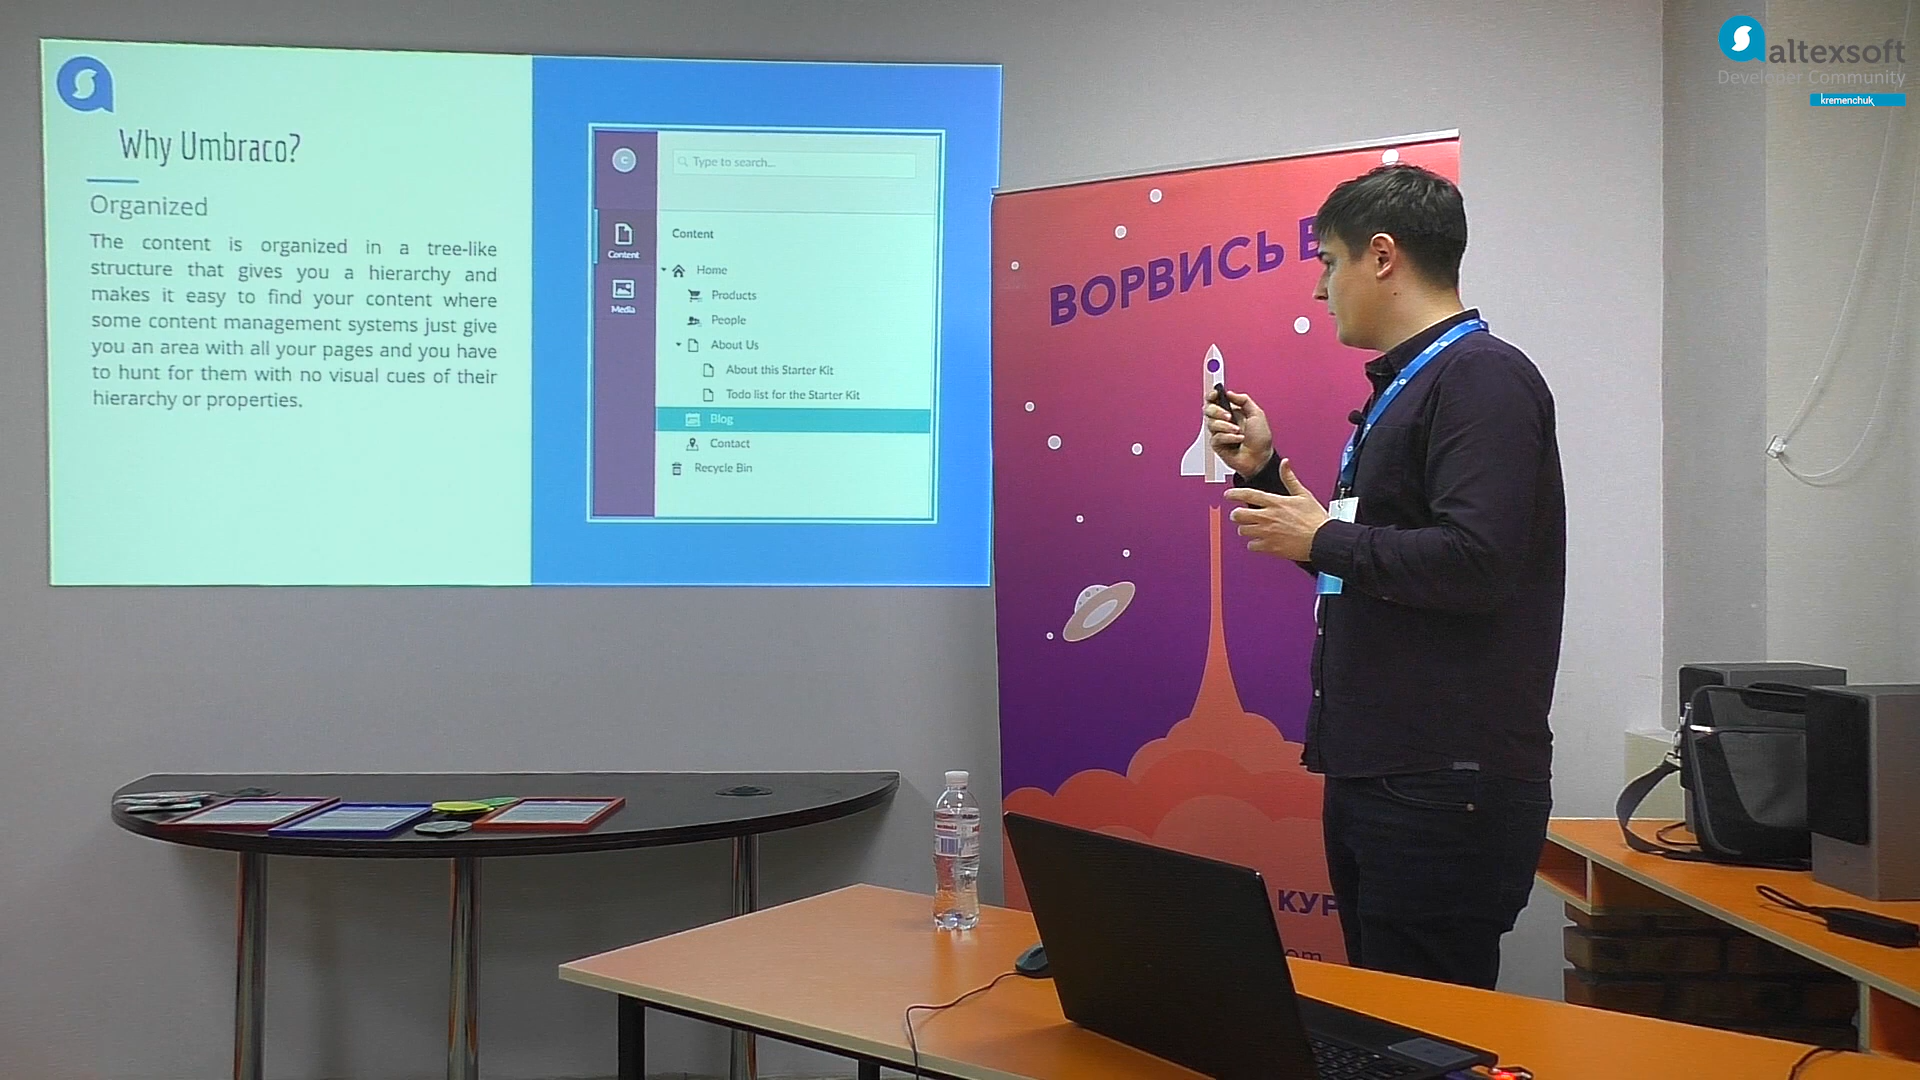 altexsoft
Developer Community
kremenchuk
Why Umbraco?
Organized
The content is organized in a tree-like
structure that gives you a hierarchy and
makes it easy to find your content where
some content management systems just give
you an area with all your pages and you have
to hunt for them with no visual cues of their
hierarchy or properties.
C
Type to search...
Content
Media
Content
Home
Products
People
About Us
About this Starter Kit
Todo list for the Starter Kit
Blog
Contact
Recycle Bin
ВОРВИСЬ В
КУР
om